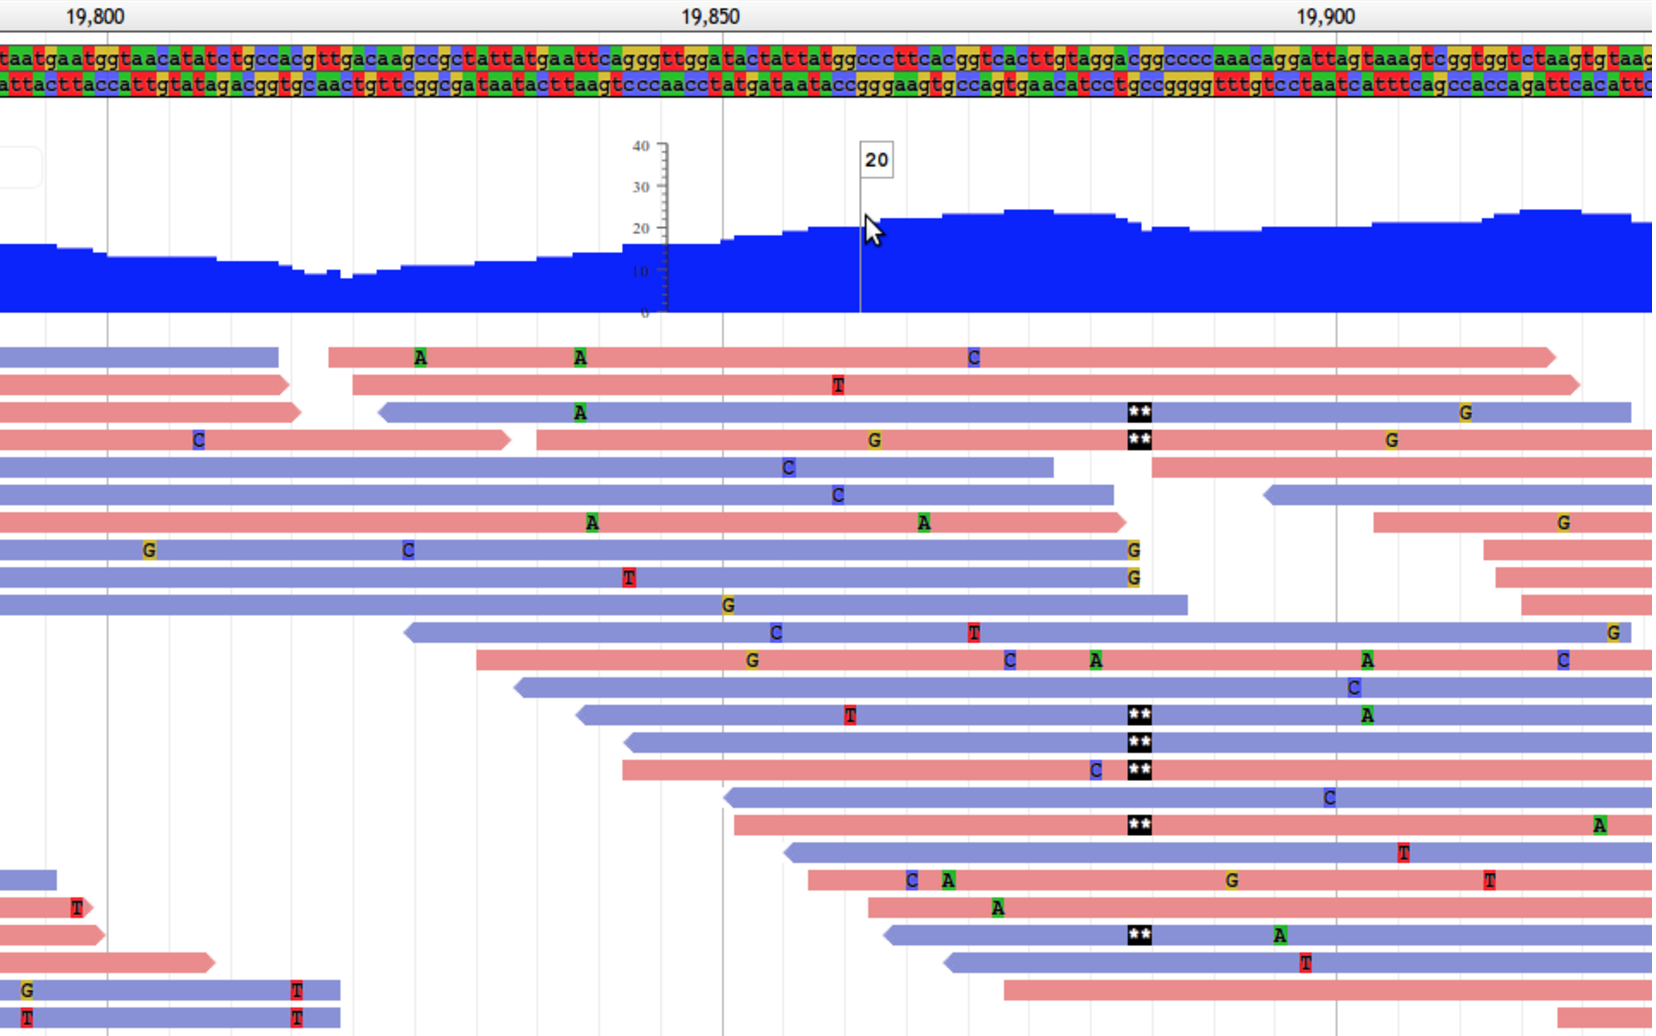 19,800 19,850 19,900
taatgaatggtaacatatctgccacgttgacaagccgctattatgaattcagggttggatactattatggcccttcacggtcacttgtaggacggccccaaacaggattagtaaagtcggtggtctaagtgtaag
attacttaccattgtatagacggtgcaactgttcggcgataatacttaagtcccaacctatgataataccgggaagtgccagtgaacatcctgccggggtttgtcctaatcatttcagccaccagattcacattc
40
20
30
20
10
0
A A C
T
A ** G
C G ** G
C
C
A A G
G C G
T G
G
C T G
G C A A C
C
T ** A
**
C **
C
** A
T
C A G T
T A
** A
T
G T
T T